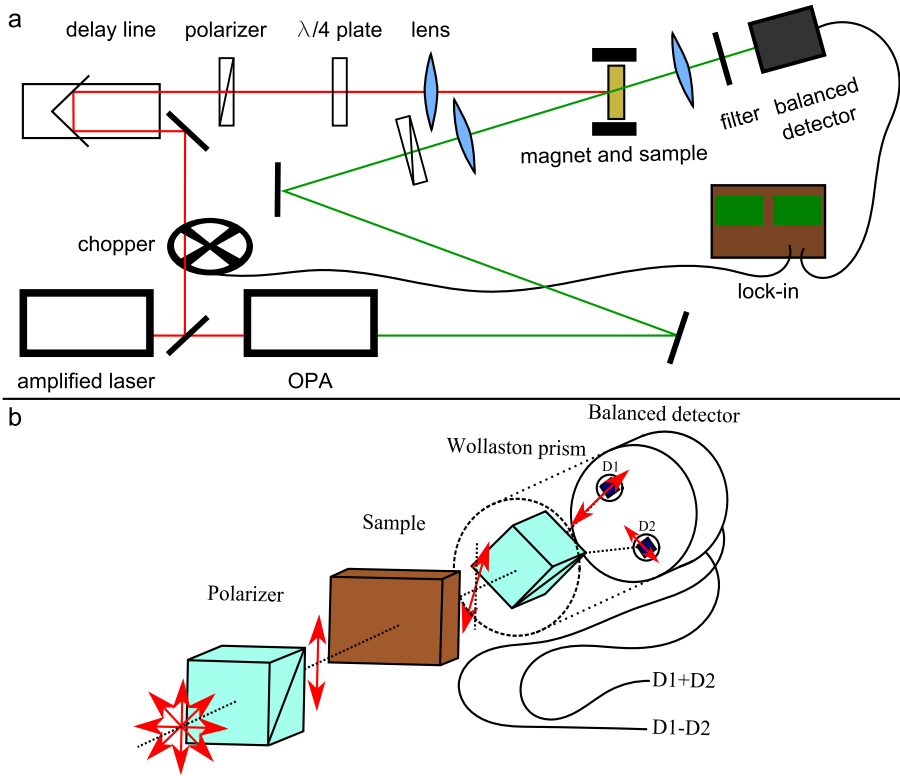 a
delay line
polarizer
λ/4 plate
lens
filter
balanced
detector
magnet and sample
chopper
lock-in
amplified laser
OPA
b
Balanced detector
Wollaston prism
D1
Sample
D2
Polarizer
D1+D2
D1-D2